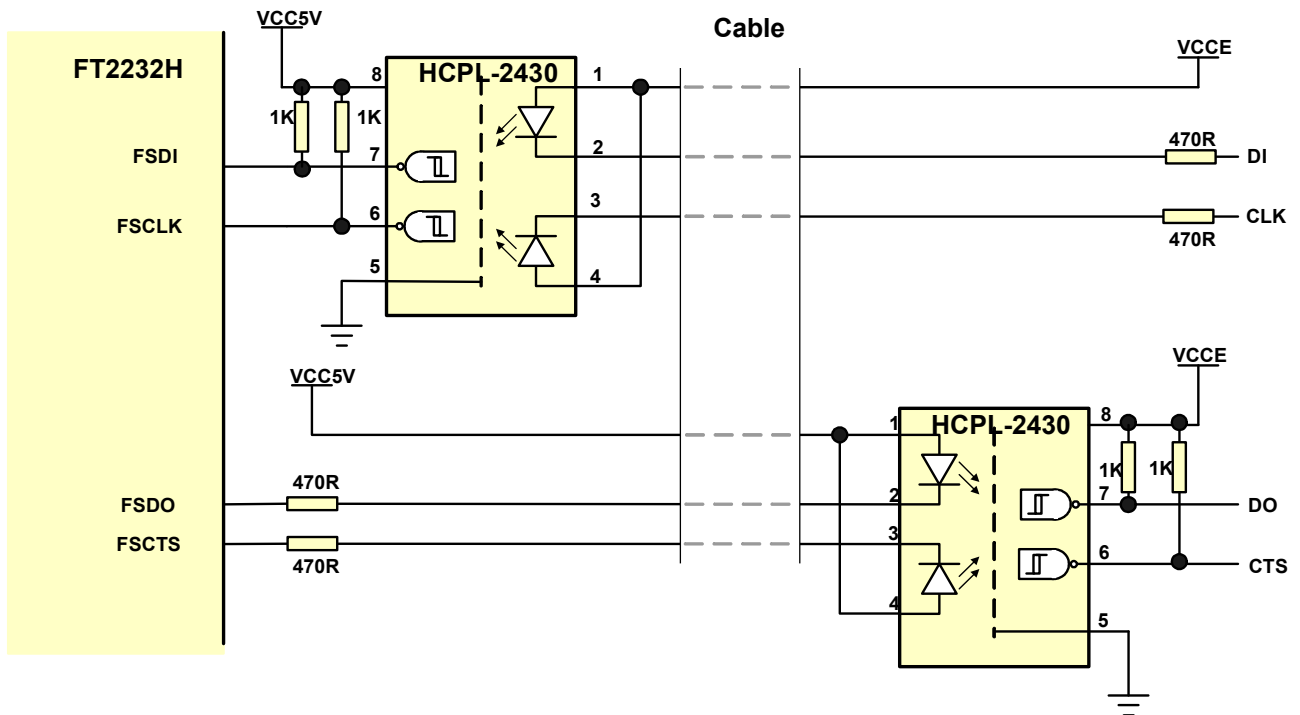 VCC5V
Cable
VCCE
FT2232H
8
HCPL-2430
1
1K
1K
470R
FSDI
7
2
DI
3
FSCLK
6
CLK
470R
5
4
VCC5V
VCCE
1
HCPL-2430
8
1K
1K
470R
FSDO
2
7
DO
FSCTS
3
6
CTS
470R
4
5